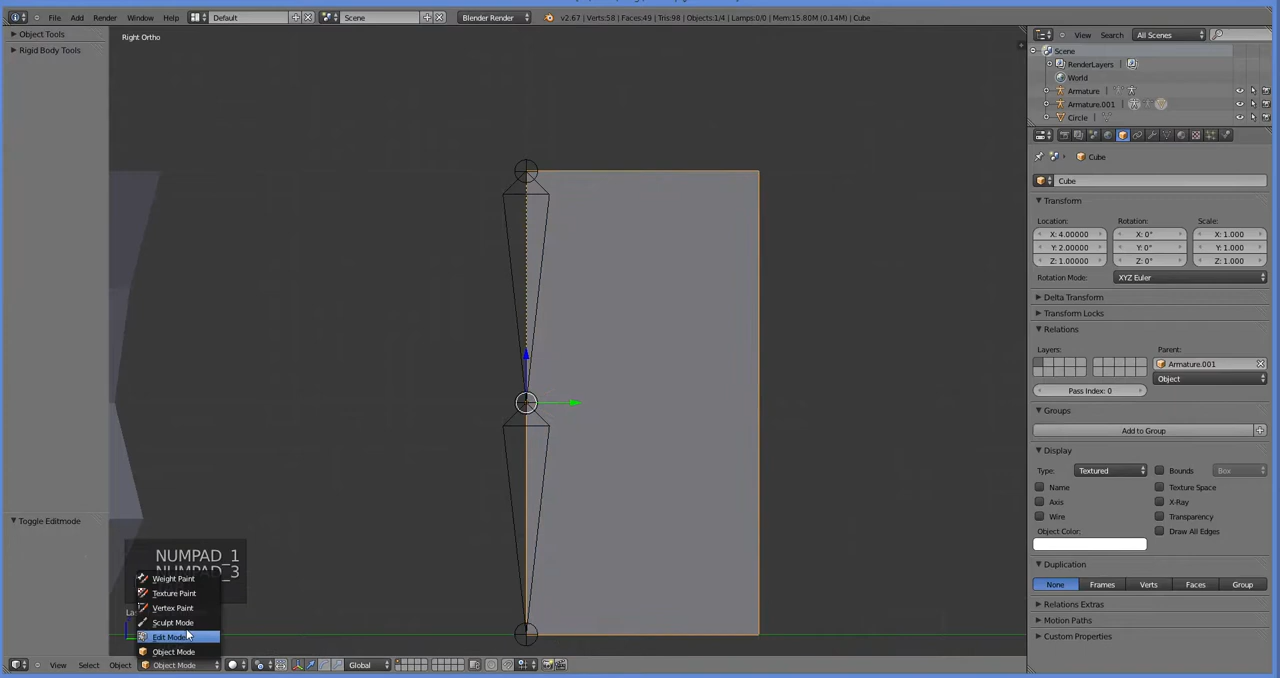 File Add Render Window Help Default Scene Blender Render v2.67 | Verts:58 | Faces:49 | Tris:98 | Objects:1/4 | Lamps:0/0 | Mem:15.80M (0.14M) | Cube
Object Tools
Rigid Body Tools
Right Ortho
Toggle Editmode
NUMPAD_1
NUMPAD_3
Weight Paint
Texture Paint
Vertex Paint
Sculpt Mode
Edit Mode
Object Mode
View Select Object Object Mode Global
View Search All Scenes
Scene
RenderLayers
World
Armature
Armature.001
Circle
Cube
Cube
Transform
Location: Rotation: Scale:
X: 4.00000 X: 0° X: 1.000
Y: 2.00000 Y: 0° Y: 1.000
Z: 1.00000 Z: 0° Z: 1.000
Rotation Mode: XYZ Euler
Delta Transform
Transform Locks
Relations
Layers: Parent:
Armature.001
Object
Pass Index: 0
Groups
Add to Group
Display
Type: Textured Bounds Box
Name Texture Space
Axis X-Ray
Wire Transparency
Object Color: Draw All Edges
Duplication
None Frames Verts Faces Group
Relations Extras
Motion Paths
Custom Properties